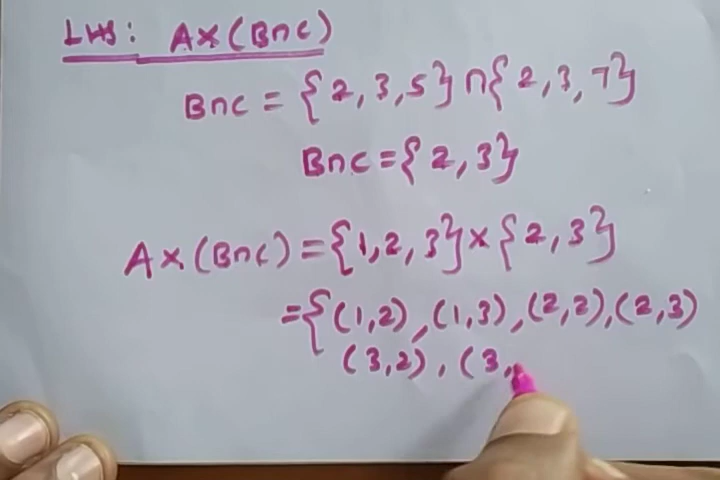 LHS: A×(B∩C)
B∩C = {2,3,5}∩{2,3,7}
B∩C={2,3}
A×(B∩C)={1,2,3}×{2,3}
={(1,2),(1,3),(2,2),(2,3)
(3,2),(3,